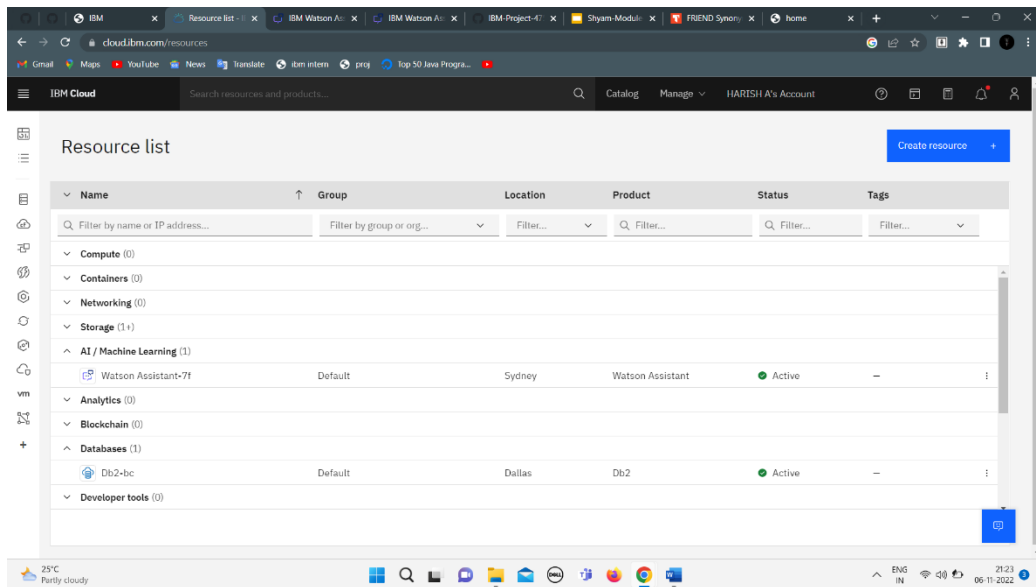 IBM
Resource list - I
IBM Watson As
IBM Watson As
IBM-Project-47
Shyam-Module
FRIEND Synony
home
cloud.ibm.com/resources
Gmail Maps YouTube News Translate ibm intern proj Top 50 Java Progra...
IBM Cloud Search resources and products... Catalog Manage HARISH A's Account
Resource list
Create resource +
Name Group Location Product Status Tags
Filter by name or IP address... Filter by group or org... Filter... Filter... Filter... Filter...
Compute (0)
Containers (0)
Networking (0)
Storage (1+)
AI / Machine Learning (1)
Watson Assistant-7f Default Sydney Watson Assistant Active –
Analytics (0)
vm
Blockchain (0)
Databases (1)
Db2-bc Default Dallas Db2 Active –
Developer tools (0)
25°C
Partly cloudy
ENG
IN
21:23
06-11-2022